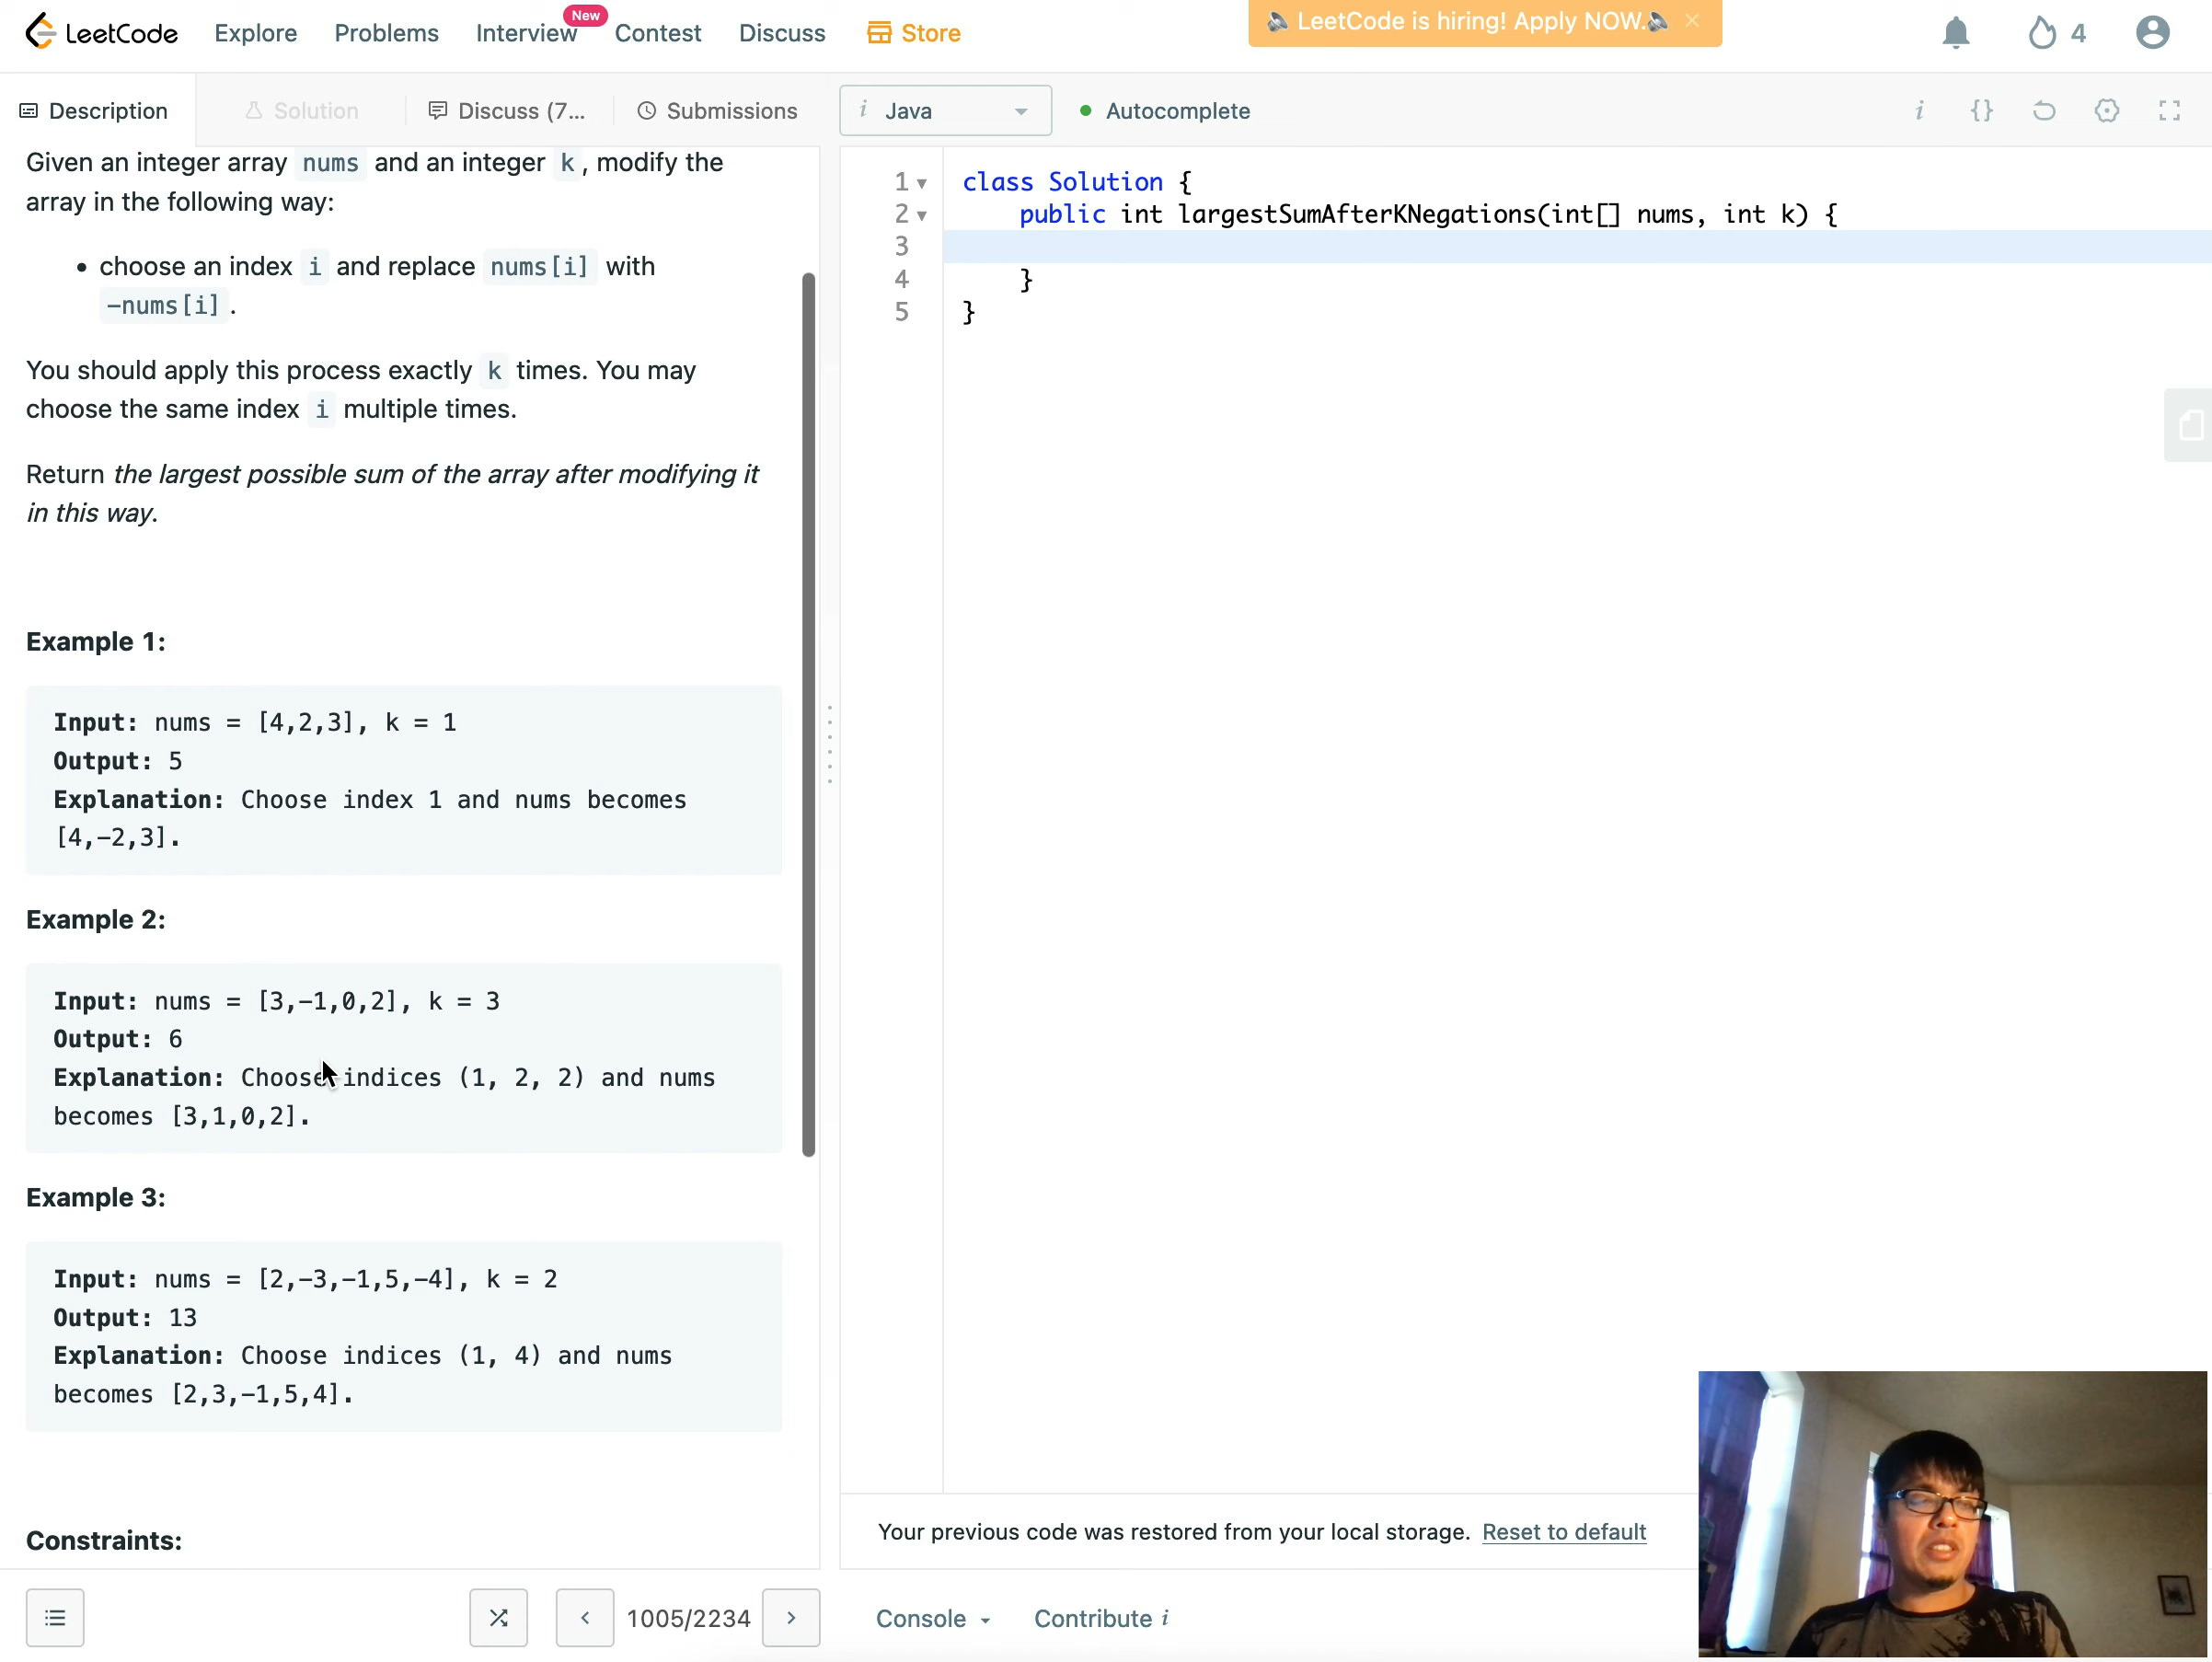 LeetCode Explore Problems Interview New Contest Discuss Store 🔈 LeetCode is hiring! Apply NOW.🔈 × 4
Description Solution Discuss (7... Submissions i Java Autocomplete i {}
Given an integer array nums and an integer k, modify the
array in the following way:
• choose an index i and replace nums[i] with
-nums[i].
You should apply this process exactly k times. You may
choose the same index i multiple times.
Return the largest possible sum of the array after modifying it
in this way.
Example 1:
Input: nums = [4,2,3], k = 1
Output: 5
Explanation: Choose index 1 and nums becomes
[4,-2,3].
Example 2:
Input: nums = [3,-1,0,2], k = 3
Output: 6
Explanation: Choose indices (1, 2, 2) and nums
becomes [3,1,0,2].
Example 3:
Input: nums = [2,-3,-1,5,-4], k = 2
Output: 13
Explanation: Choose indices (1, 4) and nums
becomes [2,3,-1,5,4].
Constraints:
1005/2234
1 class Solution {
2 public int largestSumAfterKNegations(int[] nums, int k) {
3
4 }
5 }
Your previous code was restored from your local storage. Reset to default
Console Contribute i